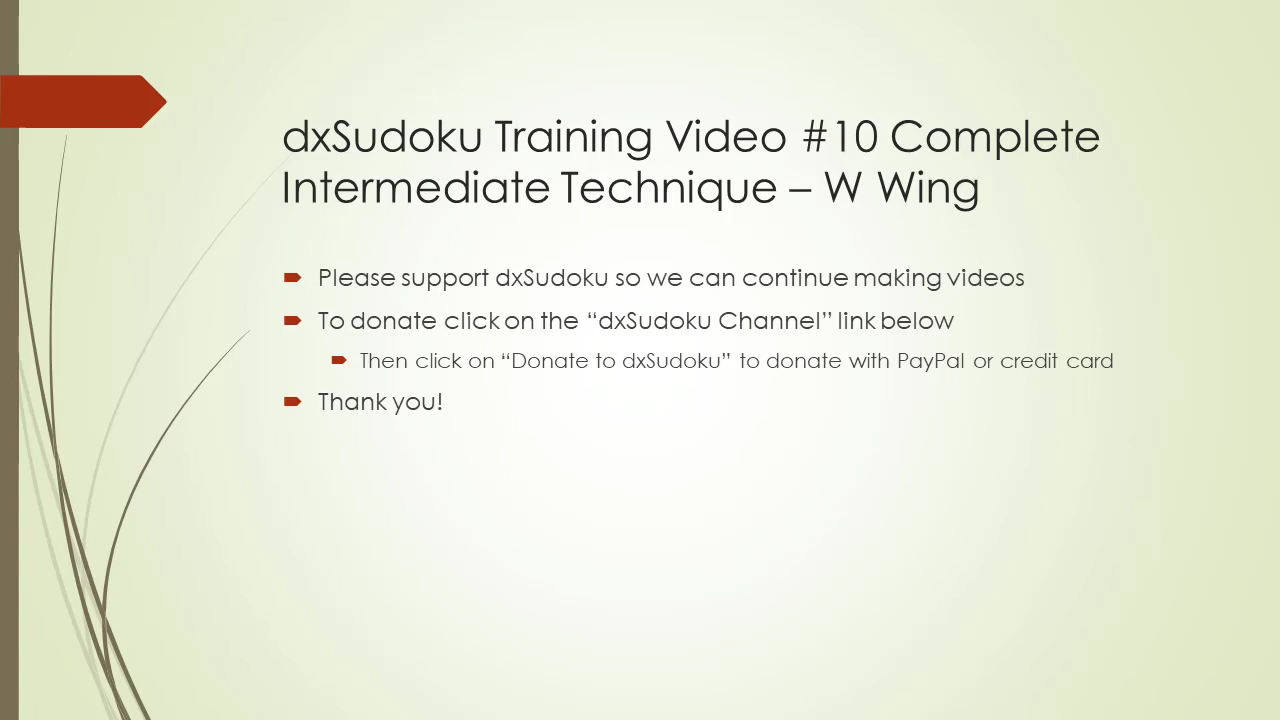 dxSudoku Training Video #10 Complete
Intermediate Technique – W Wing
Please support dxSudoku so we can continue making videos
To donate click on the “dxSudoku Channel” link below
Then click on “Donate to dxSudoku” to donate with PayPal or credit card
Thank you!